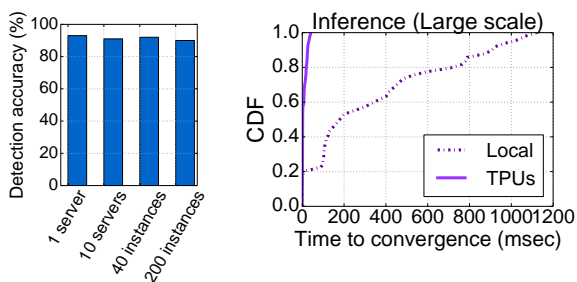 Detection accuracy (%)
100
80
60
40
20
0
1 server
10 servers
40 instances
200 instances
Inference (Large scale)
CDF
1.0
0.8
0.6
0.4
0.2
0.0
Local
TPUs
0 200 400 600 800 1000 1200
Time to convergence (msec)